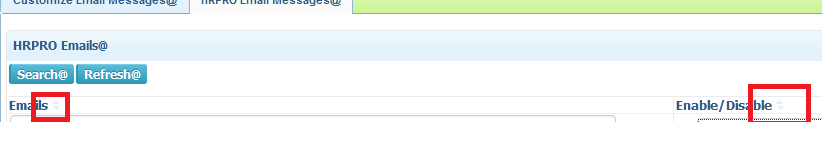 Customize Email Messages@ HRPRO Email Messages@
HRPRO Emails@
Search@ Refresh@
Emails Enable/Disable